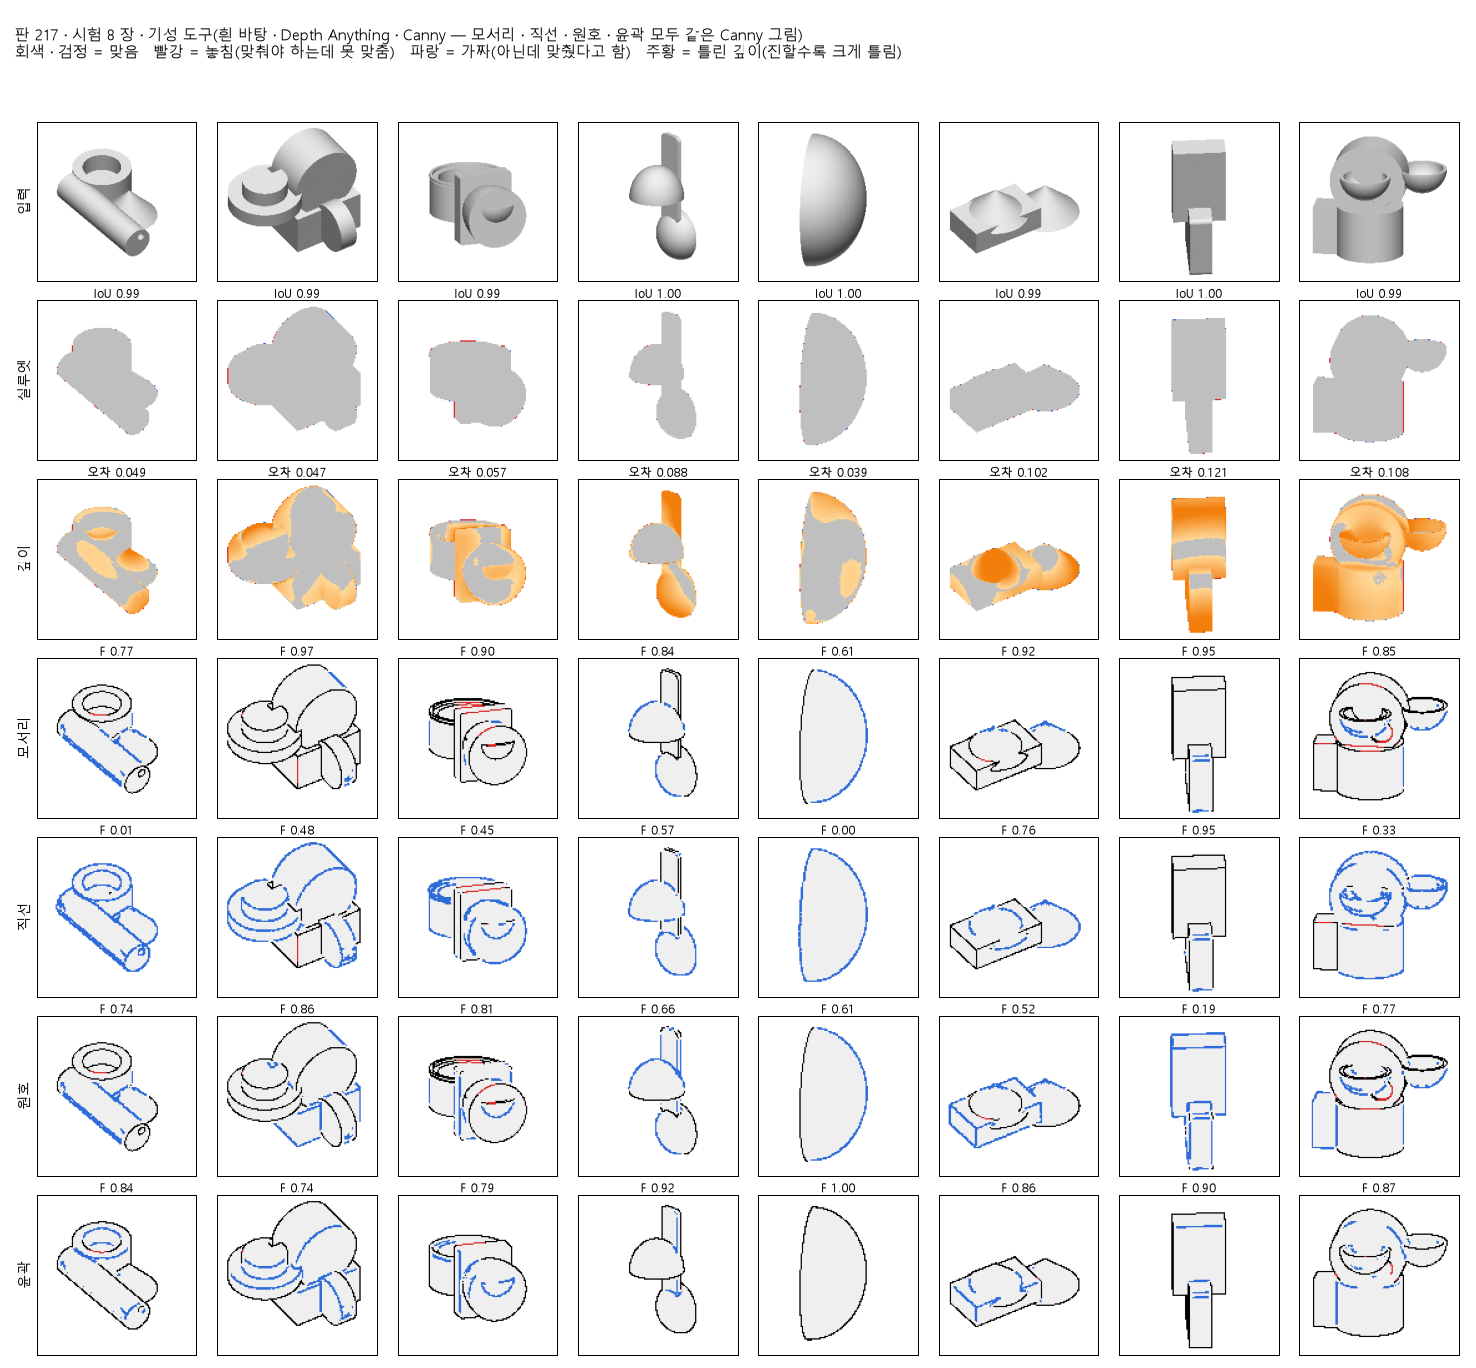 판 217 · 시험 8 장 · 기성 도구(흰 바탕 · Depth Anything · Canny — 모서리 · 직선 · 원호 · 윤곽 모두 같은 Canny 그림)
회색 · 검정 = 맞음 빨강 = 놓침(맞춰야 하는데 못 맞춤) 파랑 = 가짜(아닌데 맞췄다고 함) 주황 = 틀린 깊이(진할수록 크게 틀림)
입력
IoU 0.99 IoU 0.99 IoU 0.99 IoU 1.00 IoU 1.00 IoU 0.99 IoU 1.00 IoU 0.99
실루엣
오차 0.049 오차 0.047 오차 0.057 오차 0.088 오차 0.039 오차 0.102 오차 0.121 오차 0.108
깊이
F 0.77 F 0.97 F 0.90 F 0.84 F 0.61 F 0.92 F 0.95 F 0.85
모서리
F 0.01 F 0.48 F 0.45 F 0.57 F 0.00 F 0.76 F 0.95 F 0.33
직선
F 0.74 F 0.86 F 0.81 F 0.66 F 0.61 F 0.52 F 0.19 F 0.77
원호
F 0.84 F 0.74 F 0.79 F 0.92 F 1.00 F 0.86 F 0.90 F 0.87
윤곽